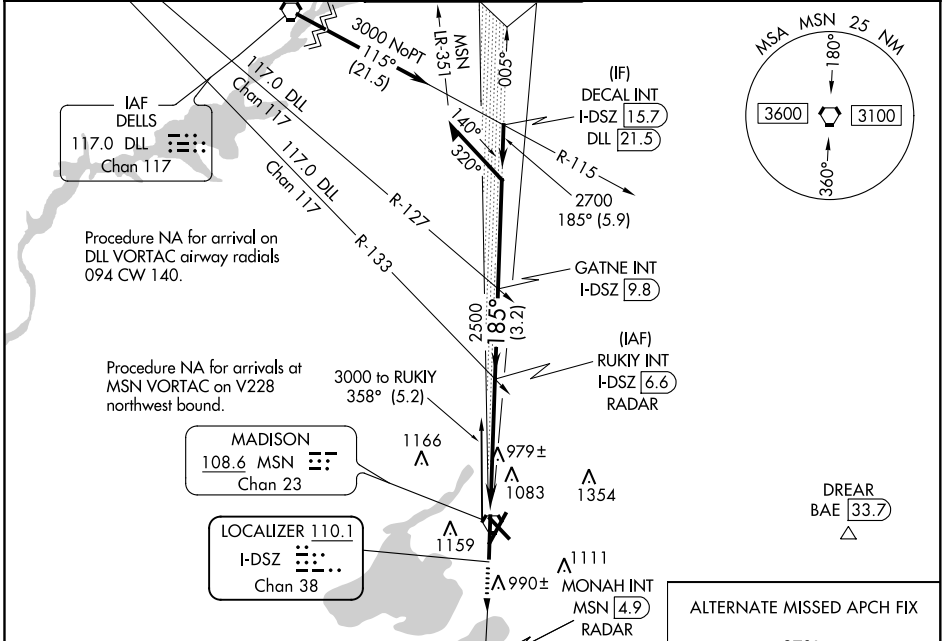 3000 NoPT
115°
(21.5)
MSN
LR-351
005°
117.0 DLL
Chan 117
IAF
DELLS
117.0 DLL
Chan 117
117.0 DLL
Chan 117
140°
320°
(IF)
DECAL INT
I-DSZ 15.7
DLL 21.5
R-115
2700
185° (5.9)
MSA MSN 25 NM
180°
3600
3100
360°
R-127
R-133
Procedure NA for arrival on
DLL VORTAC airway radials
094 CW 140.
GATNE INT
I-DSZ 9.8
2500
185°
(3.2)
(IAF)
RUKIY INT
I-DSZ 6.6
RADAR
Procedure NA for arrivals at
MSN VORTAC on V228
northwest bound.
3000 to RUKIY
358° (5.2)
MADISON
108.6 MSN
Chan 23
1166
979±
1083
1354
DREAR
BAE 33.7
LOCALIZER 110.1
I-DSZ
Chan 38
1159
1111
990±
MONAH INT
MSN 4.9
RADAR
ALTERNATE MISSED APCH FIX